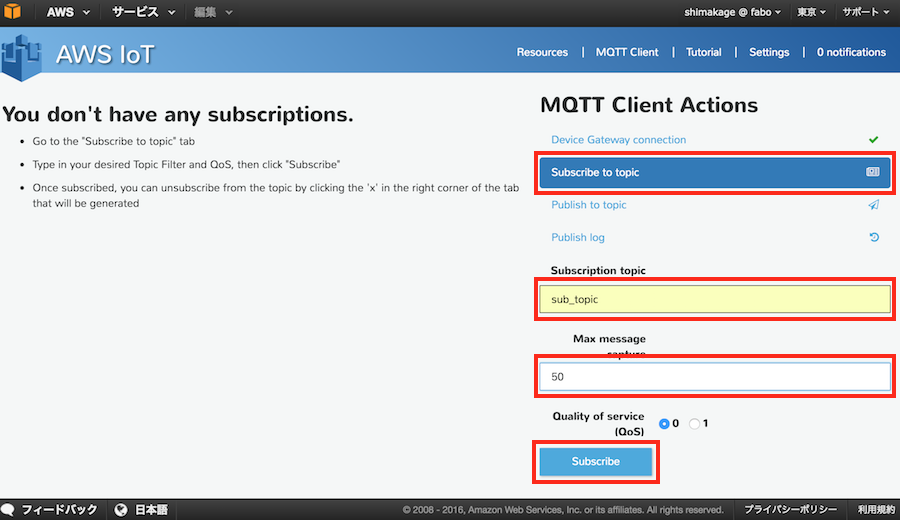 AWS サービス 編集 shimakage @ fabo 東京 サポート
AWS IoT
Resources | MQTT Client | Tutorial | Settings | 0 notifications
You don't have any subscriptions.
Go to the "Subscribe to topic" tab
Type in your desired Topic Filter and QoS, then click "Subscribe"
Once subscribed, you can unsubscribe from the topic by clicking the 'x' in the right corner of the tab
that will be generated
MQTT Client Actions
Device Gateway connection
Subscribe to topic
Publish to topic
Publish log
Subscription topic
sub_topic
Max message
capture
50
Quality of service
(QoS)
0 1
Subscribe
フィードバック 日本語 © 2008 - 2016, Amazon Web Services, Inc. or its affiliates. All rights reserved. プライバシーポリシー 利用規約